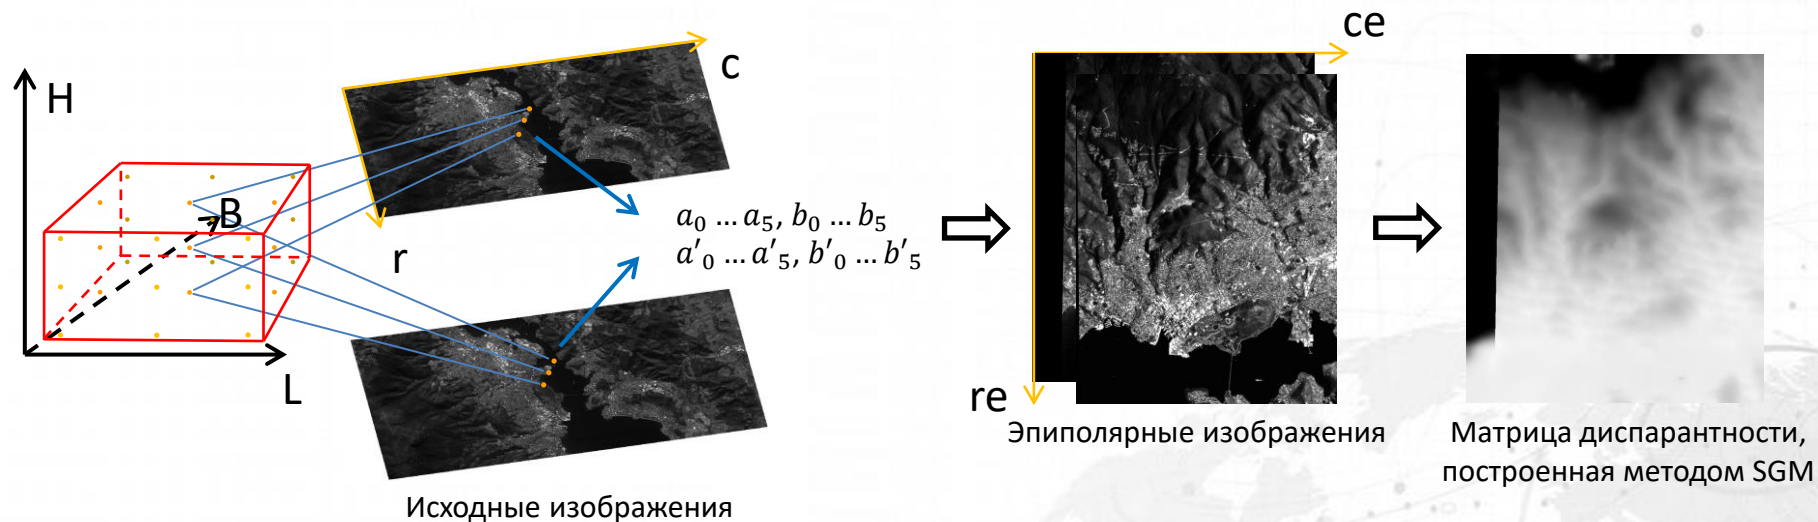 H
B
L
c
r
Исходные изображения
a₀ … a₅, b₀ … b₅
a′₀ … a′₅, b′₀ … b′₅
ce
re
Эпиполярные изображения
Матрица диспарантности,
построенная методом SGM